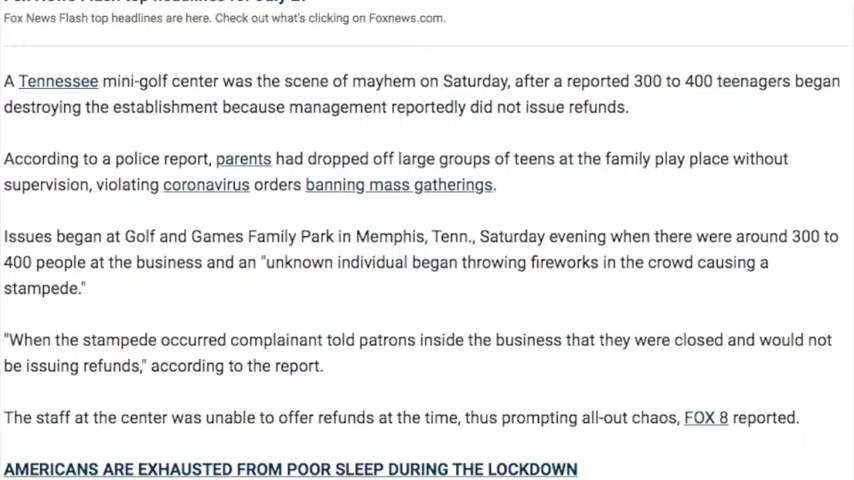 Fox News Flash top headlines are here. Check out what's clicking on Foxnews.com.
A Tennessee mini-golf center was the scene of mayhem on Saturday, after a reported 300 to 400 teenagers began
destroying the establishment because management reportedly did not issue refunds.
According to a police report, parents had dropped off large groups of teens at the family play place without
supervision, violating coronavirus orders banning mass gatherings.
Issues began at Golf and Games Family Park in Memphis, Tenn., Saturday evening when there were around 300 to
400 people at the business and an "unknown individual began throwing fireworks in the crowd causing a
stampede."
"When the stampede occurred complainant told patrons inside the business that they were closed and would not
be issuing refunds," according to the report.
The staff at the center was unable to offer refunds at the time, thus prompting all-out chaos, FOX 8 reported.
AMERICANS ARE EXHAUSTED FROM POOR SLEEP DURING THE LOCKDOWN